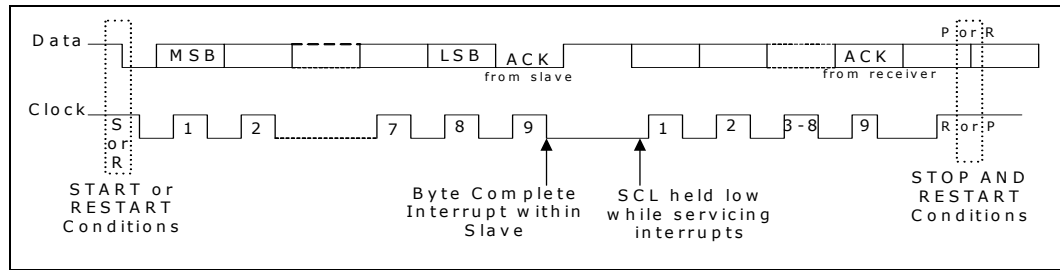 P or R
Data MSB LSB ACK ACK
from slave from receiver
Clock S or R 1 2 7 8 9 1 2 3-8 9 R or P
START or
RESTART
Conditions
Byte Complete
Interrupt within
Slave
SCL held low
while servicing
interrupts
STOP AND
RESTART
Conditions